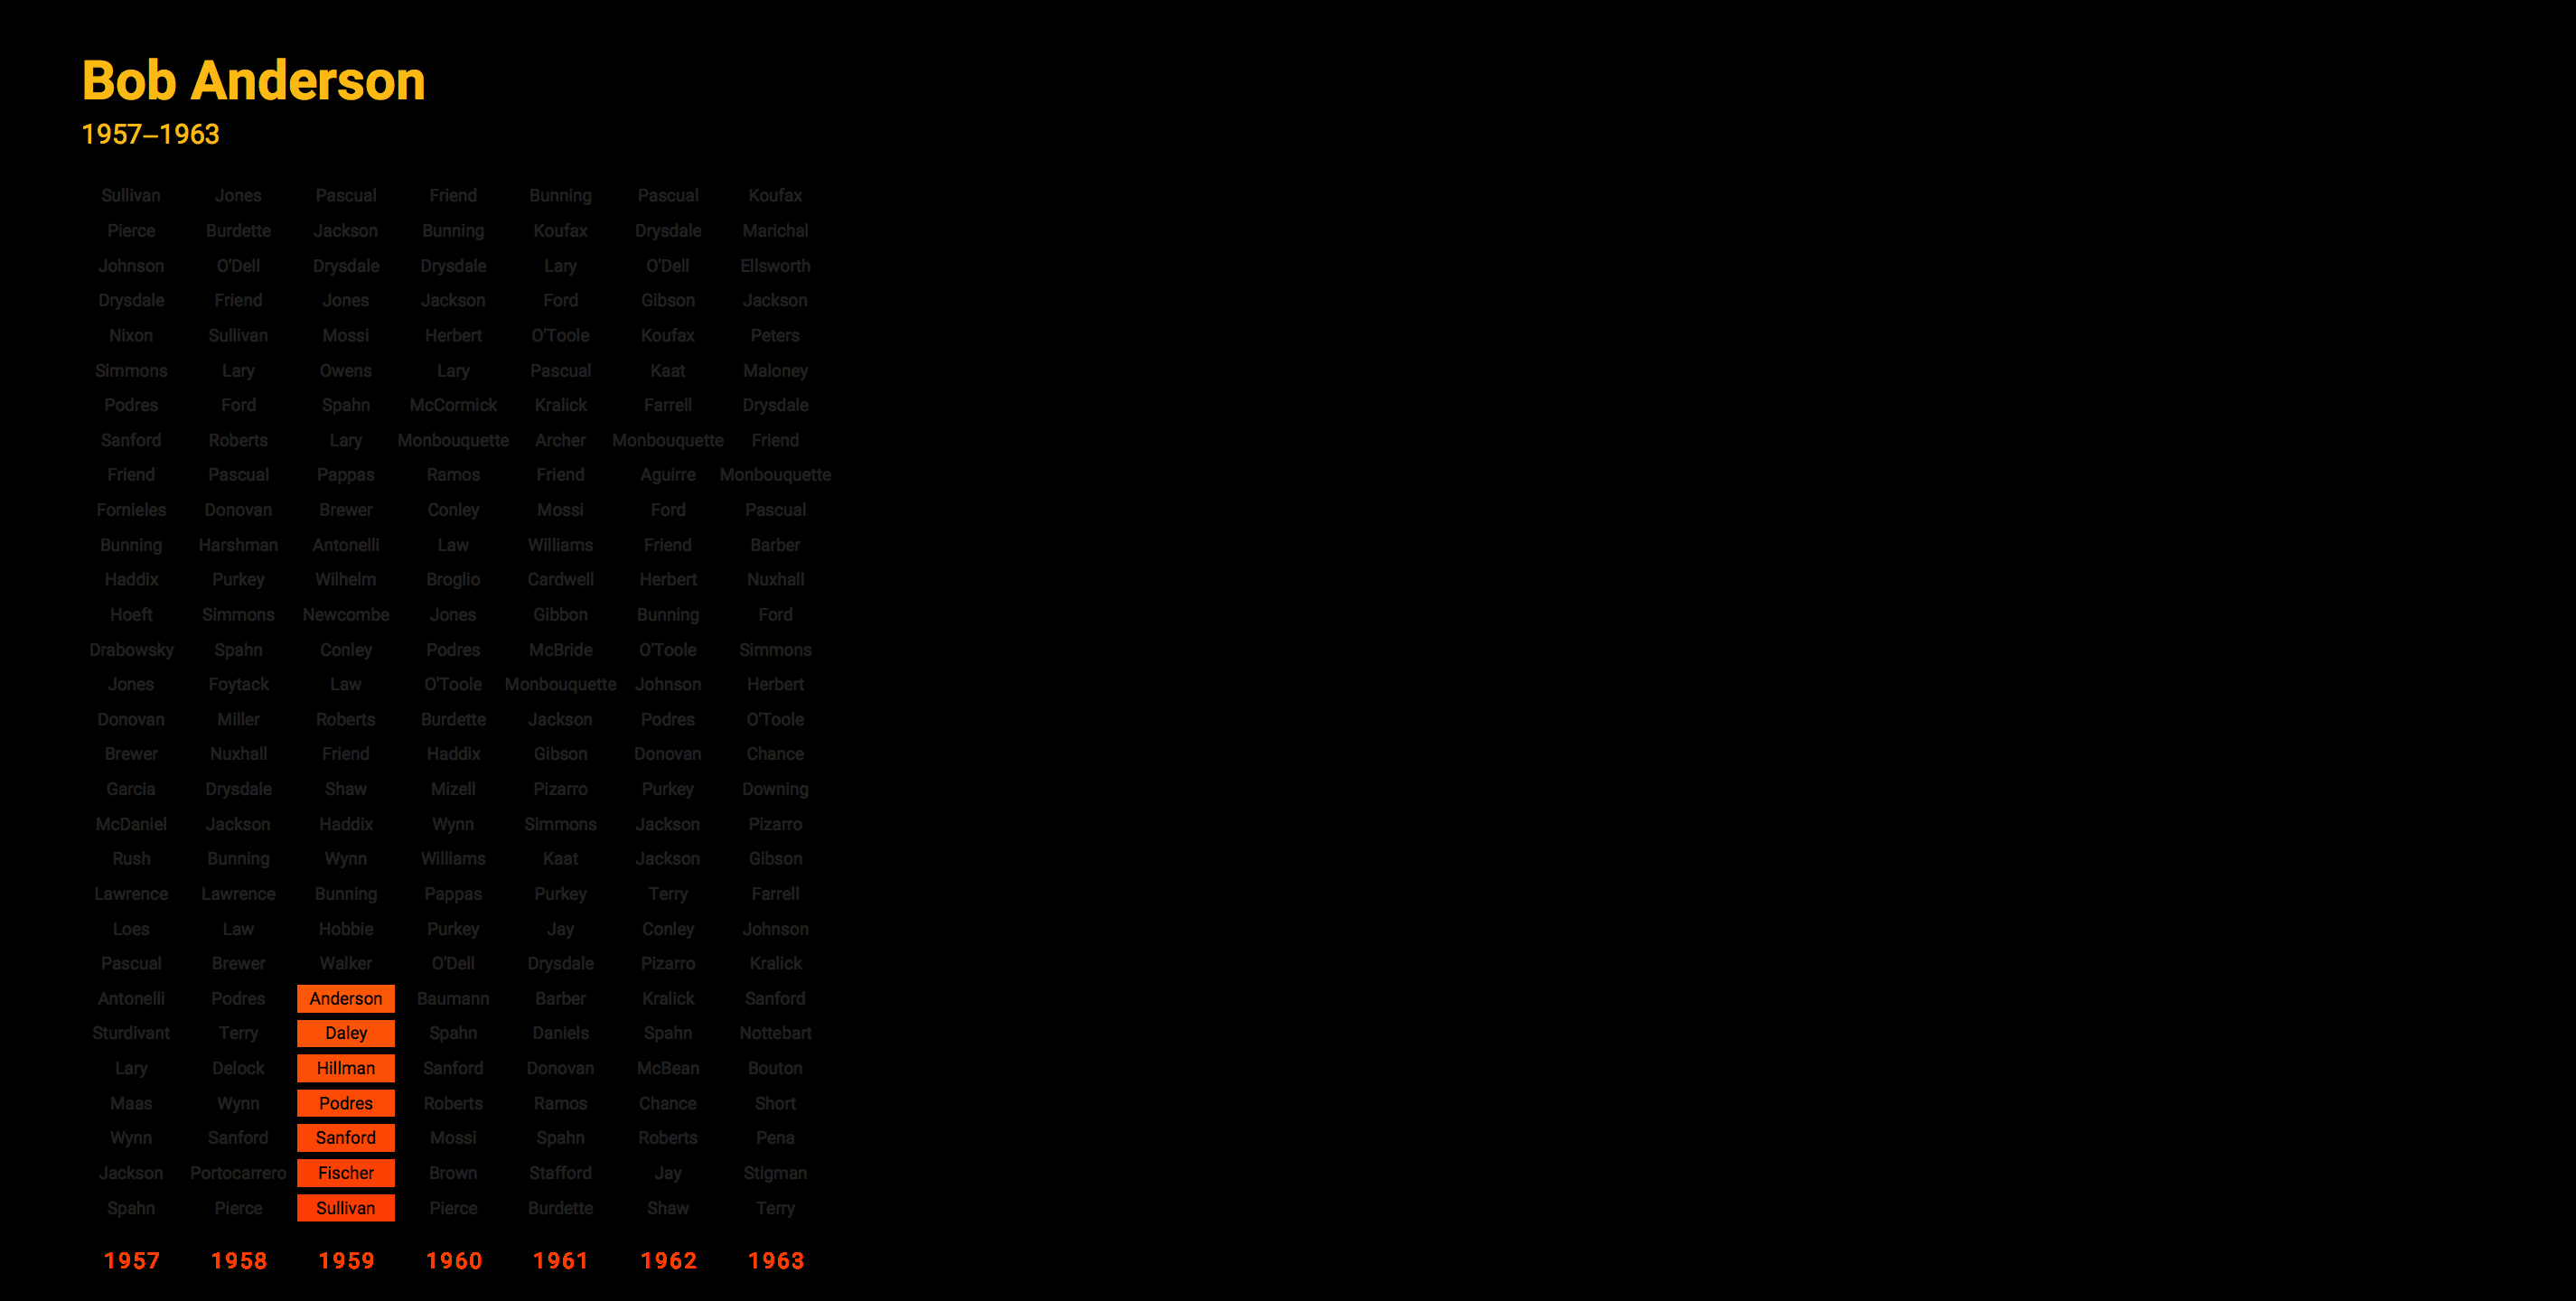 Bob Anderson
1957–1963
Sullivan Jones Pascual Friend Bunning Pascual Koufax
Pierce Burdette Jackson Bunning Koufax Drysdale Marichal
Johnson O'Dell Drysdale Drysdale Lary O'Dell Ellsworth
Drysdale Friend Jones Jackson Ford Gibson Jackson
Nixon Sullivan Mossi Herbert O'Toole Koufax Peters
Simmons Lary Owens Lary Pascual Kaat Maloney
Podres Ford Spahn McCormick Kralick Farrell Drysdale
Sanford Roberts Lary Monbouquette Archer Monbouquette Friend
Friend Pascual Pappas Ramos Friend Aguirre Monbouquette
Fornieles Donovan Brewer Conley Mossi Ford Pascual
Bunning Harshman Antonelli Law Williams Friend Barber
Haddix Purkey Wilhelm Broglio Cardwell Herbert Nuxhall
Hoeft Simmons Newcombe Jones Gibbon Bunning Ford
Drabowsky Spahn Conley Podres McBride O'Toole Simmons
Jones Foytack Law O'Toole Monbouquette Johnson Herbert
Donovan Miller Roberts Burdette Jackson Podres O'Toole
Brewer Nuxhall Friend Haddix Gibson Donovan Chance
Garcia Drysdale Shaw Mizell Pizarro Purkey Downing
McDaniel Jackson Haddix Wynn Simmons Jackson Pizarro
Rush Bunning Wynn Williams Kaat Jackson Gibson
Lawrence Lawrence Bunning Pappas Purkey Terry Farrell
Loes Law Hobbie Purkey Jay Conley Johnson
Pascual Brewer Walker O'Dell Drysdale Pizarro Kralick
Antonelli Podres Anderson Baumann Barber Kralick Sanford
Sturdivant Terry Daley Spahn Daniels Spahn Nottebart
Lary Delock Hillman Sanford Donovan McBean Bouton
Maas Wynn Podres Roberts Ramos Chance Short
Wynn Sanford Sanford Mossi Spahn Roberts Pena
Jackson Portocarrero Fischer Brown Stafford Jay Stigman
Spahn Pierce Sullivan Pierce Burdette Shaw Terry
1957 1958 1959 1960 1961 1962 1963